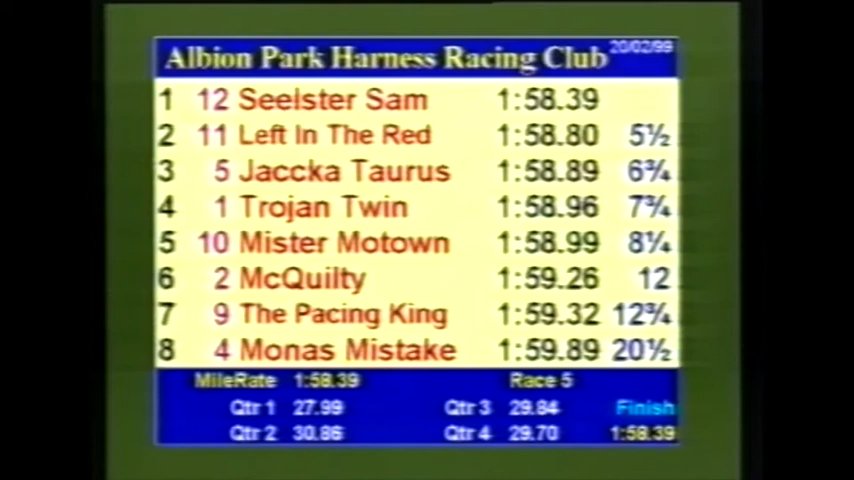 Albion Park Harness Racing Club 20/02/99
1 12 Seelster Sam 1:58.39
2 11 Left In The Red 1:58.80 5½
3 5 Jaccka Taurus 1:58.89 6¾
4 1 Trojan Twin 1:58.96 7¾
5 10 Mister Motown 1:58.99 8¼
6 2 McQuilty 1:59.26 12
7 9 The Pacing King 1:59.32 12¾
8 4 Monas Mistake 1:59.89 20½
MileRate 1:58.39 Race 5
Qtr 1 27.99 Qtr 3 29.84 Finish
Qtr 2 30.86 Qtr 4 29.70 1:58.39